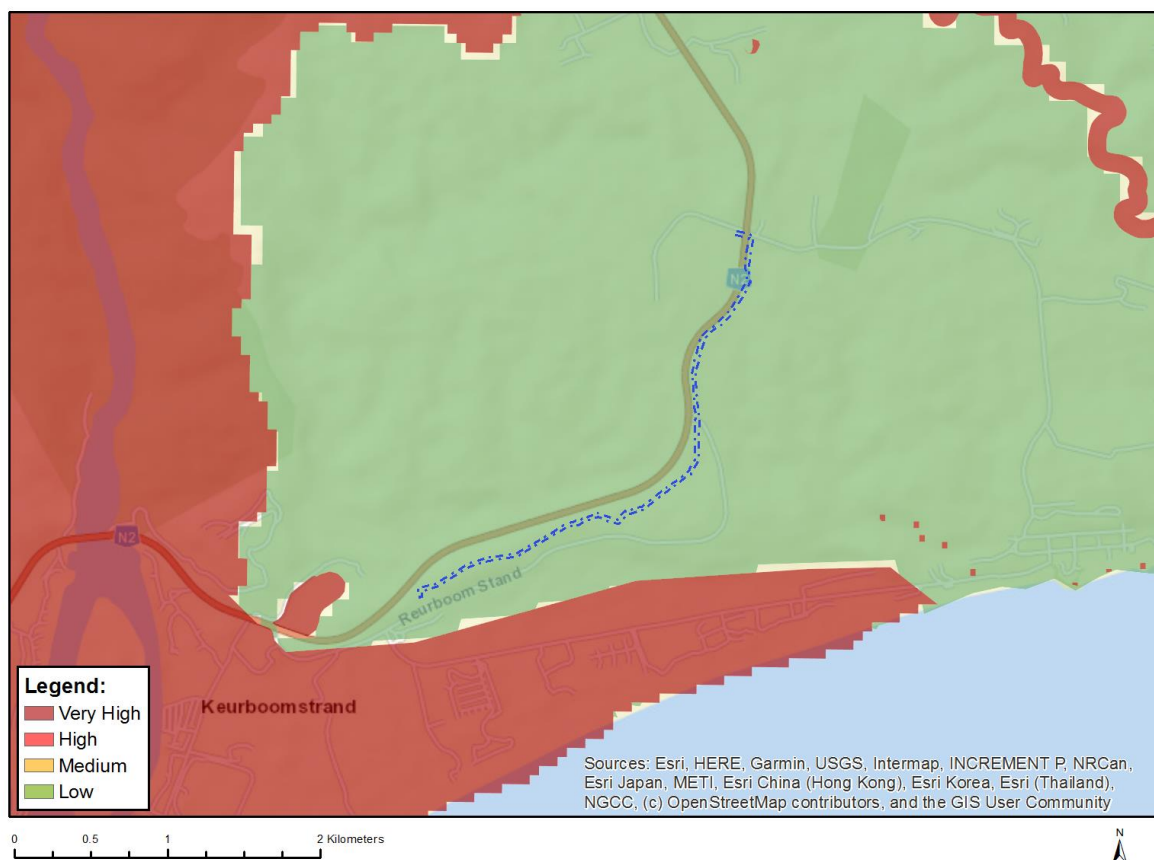 N2
N2
Reurboom Stand
Keurboomstrand
Legend:
Very High
High
Medium
Low
Sources: Esri, HERE, Garmin, USGS, Intermap, INCREMENT P, NRCan,
Esri Japan, METI, Esri China (Hong Kong), Esri Korea, Esri (Thailand),
NGCC, (c) OpenStreetMap contributors, and the GIS User Community
0 0.5 1 2 Kilometers
N